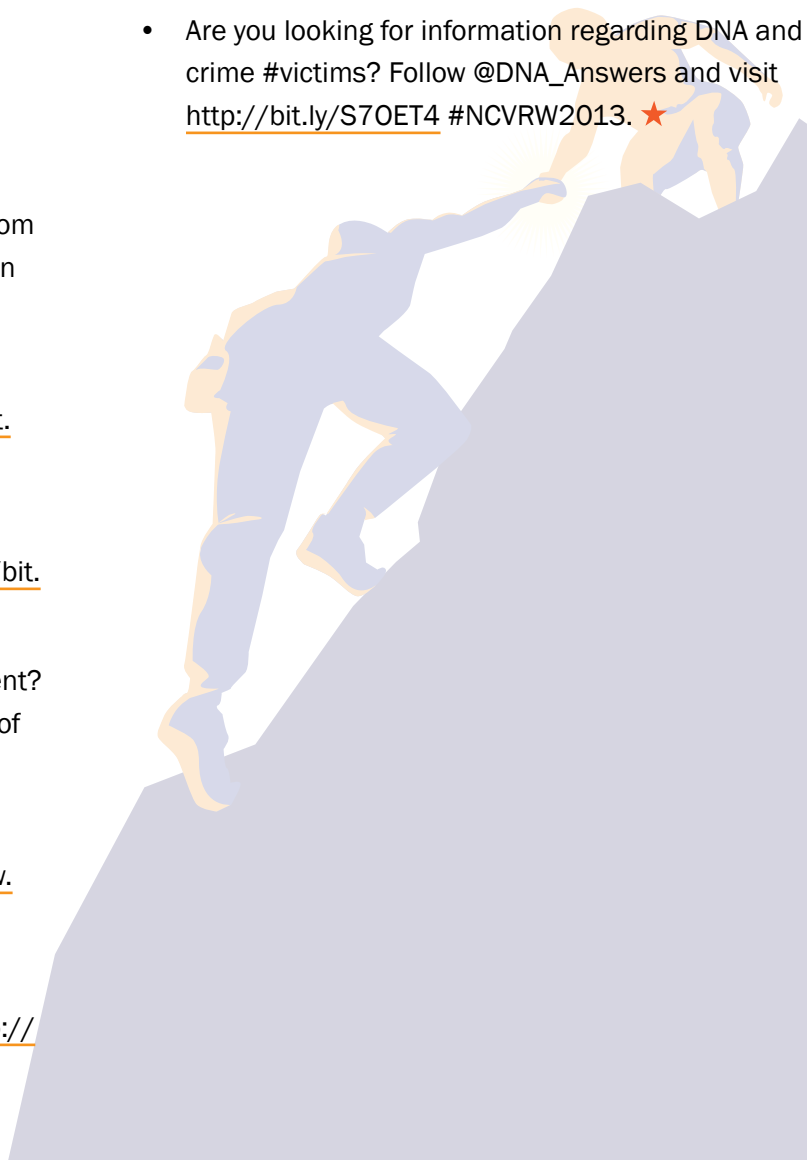 om
n
t.
bit.
ent?
of
v.
://
• Are you looking for information regarding DNA and
crime #victims? Follow @DNA_Answers and visit
http://bit.ly/S7OET4 #NCVRW2013.